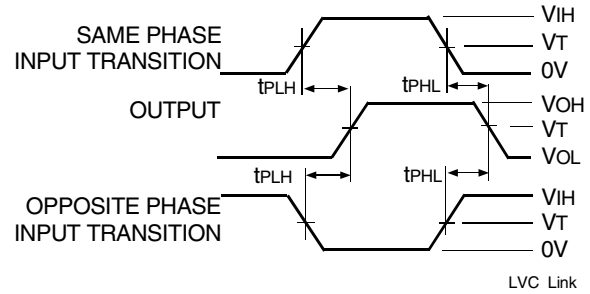 SAME PHASE
INPUT TRANSITION
VIH
VT
0V
tPLH
tPHL
OUTPUT
VOH
VT
VOL
tPLH
tPHL
OPPOSITE PHASE
INPUT TRANSITION
VIH
VT
0V
LVC Link